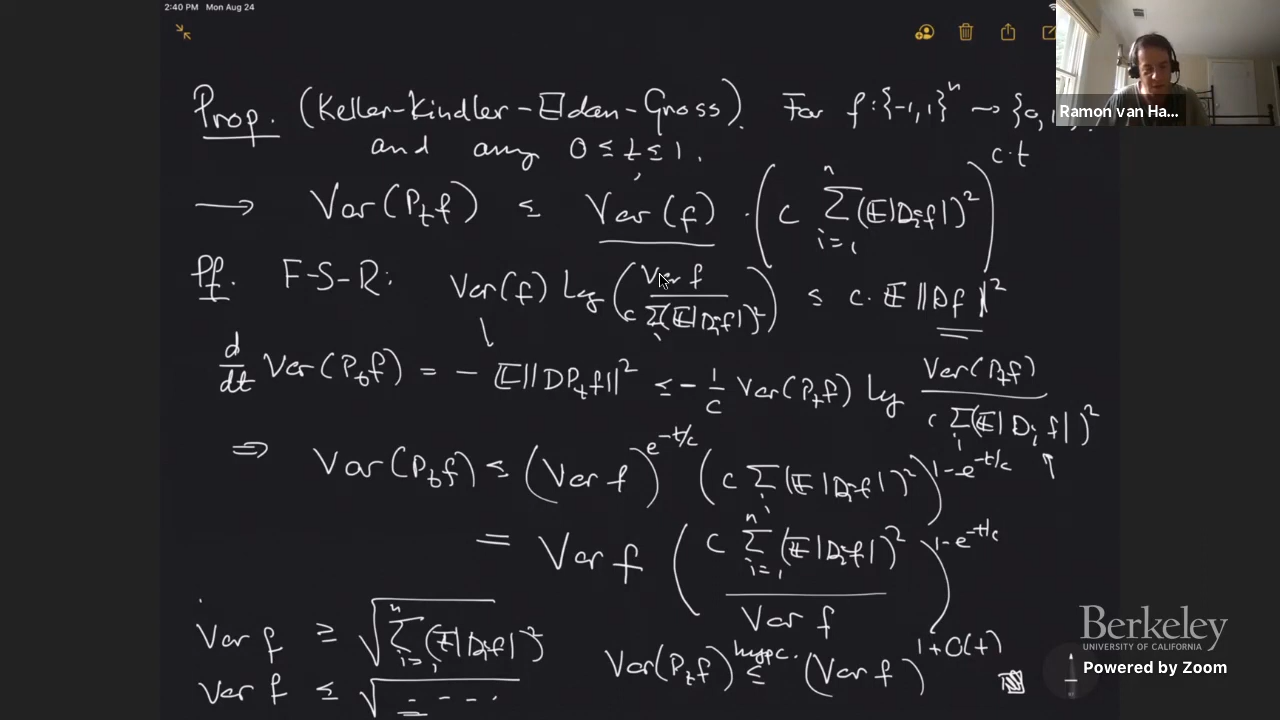 2:40 PM Mon Aug 24
Prop. (Keller-Kindler-Eldan-Gross). For f:{-1,1}^n → {0,
and any 0 ≤ t ≤ 1,
→ Var(P_t f) ≤ Var(f) · (c Σ_{i=1}^n (E|D_i f|)^2)^{c·t}
Pf. F-S-R: Var(f) Log (Var f / c Σ_i (E|D_i f|)^2) ≤ c. E‖Df‖^2
d/dt Var(P_t f) = - E‖DP_t f‖^2 ≤ - 1/c Var(P_t f) Log Var(P_t f) / c Σ_i (E|D_i f|)^2
⇒ Var(P_t f) ≤ (Var f)^{e^{-t/c}} (c Σ_i (E|D_i f|)^2)^{1-e^{-t/c}}
= Var f (c Σ_{i=1}^n (E|D_i f|)^2 / Var f)^{1-e^{-t/c}}
Var f ≥ √(Σ_{i=1}^n (E|D_i f|)^2)
Var f ≤ √(- - - ·
Var(P_t f) ≤ hypc. (Var f)^{1+O(t)}
Ramon van Ha...
Berkeley
UNIVERSITY OF CALIFORNIA
Powered by Zoom